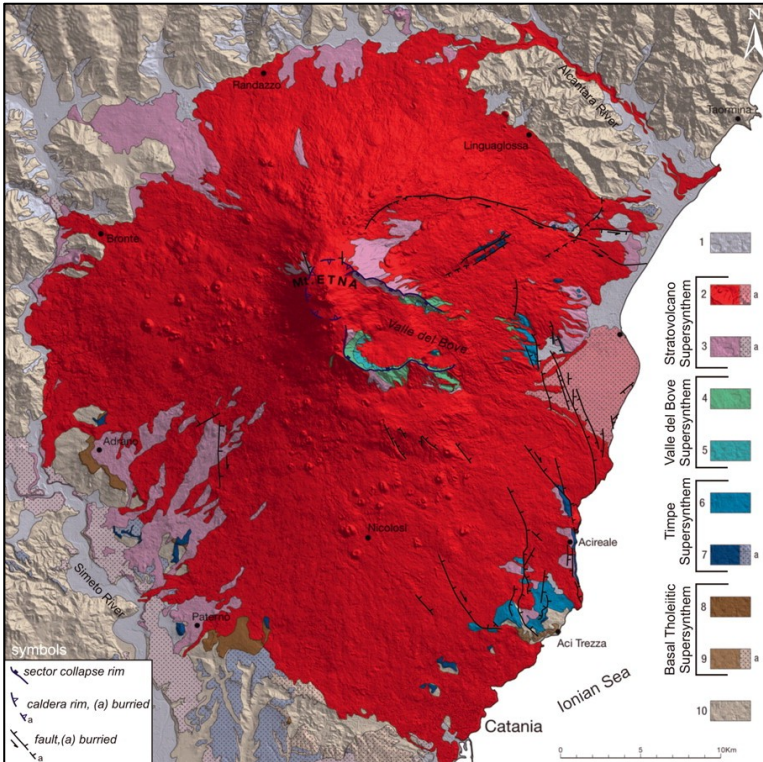 N
Randazzo
Alcantara River
Taormina
Linguaglossa
Bronte
MT. ETNA
Valle del Bove
Adrano
Nicolosi
Acireale
Simeto River
Paternò
Aci Trezza
Ionian Sea
Catania
1
2 a
3 a
Stratovolcano
Supersynthem
4
5
Valle del Bove
Supersynthem
6
7 a
Timpe
Supersynthem
8
9 a
Basal Tholeiitic
Supersynthem
10
symbols
sector collapse rim
caldera rim, (a) burried
a
fault,(a) burried
a
0 5 10Km